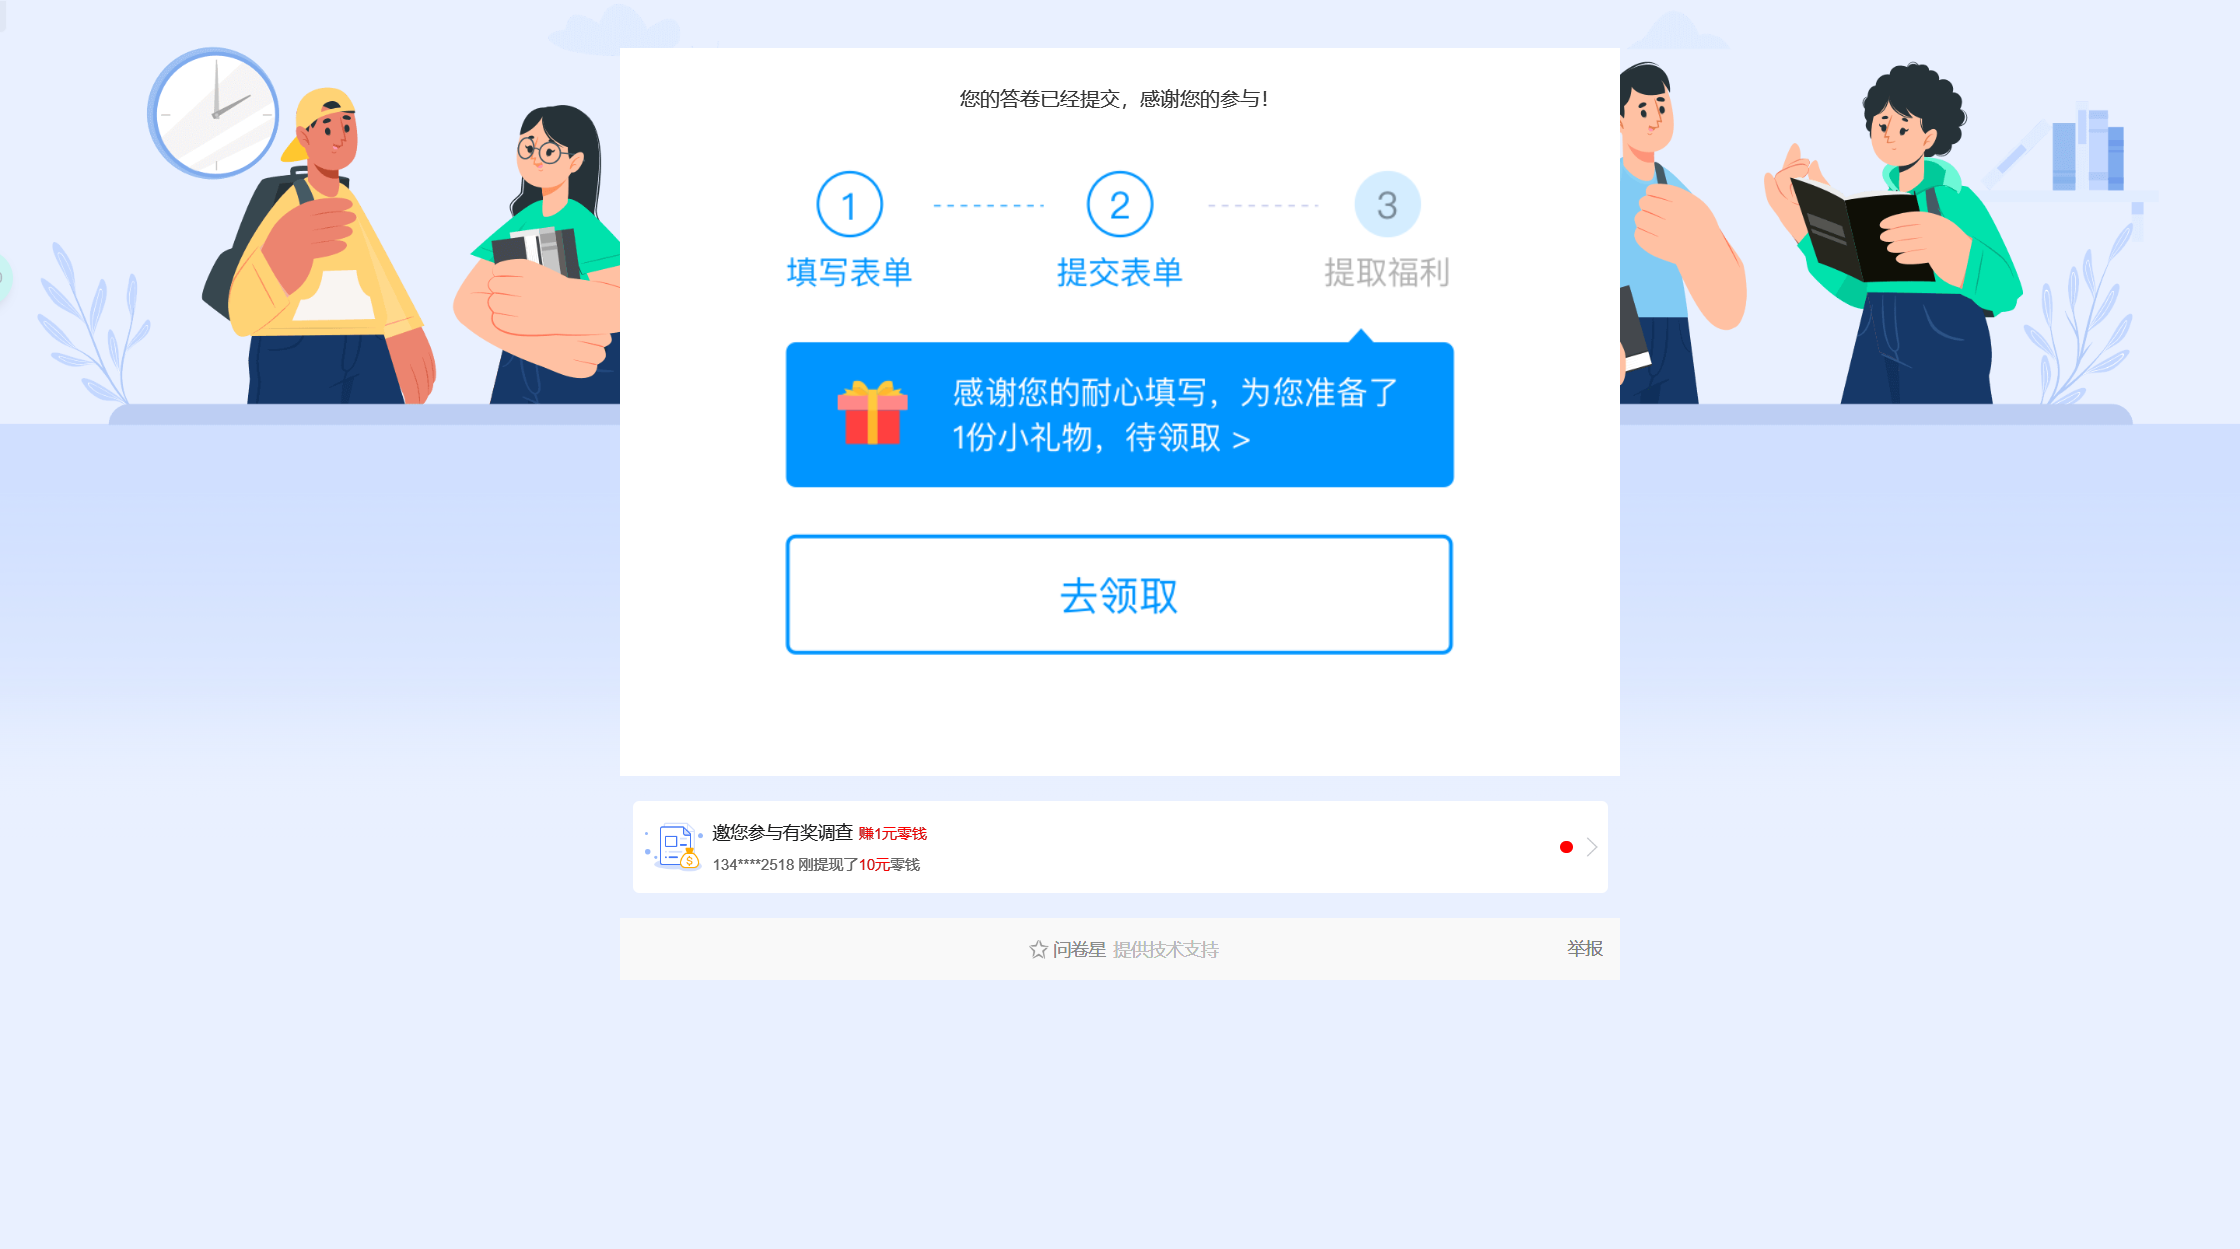 您的答卷已经提交，感谢您的参与！
1
2
3
填写表单
提交表单
提取福利
感谢您的耐心填写，为您准备了
1份小礼物，待领取 >
去领取
邀您参与有奖调查 赚1元零钱
134****2518 刚提现了10元零钱
问卷星 提供技术支持
举报